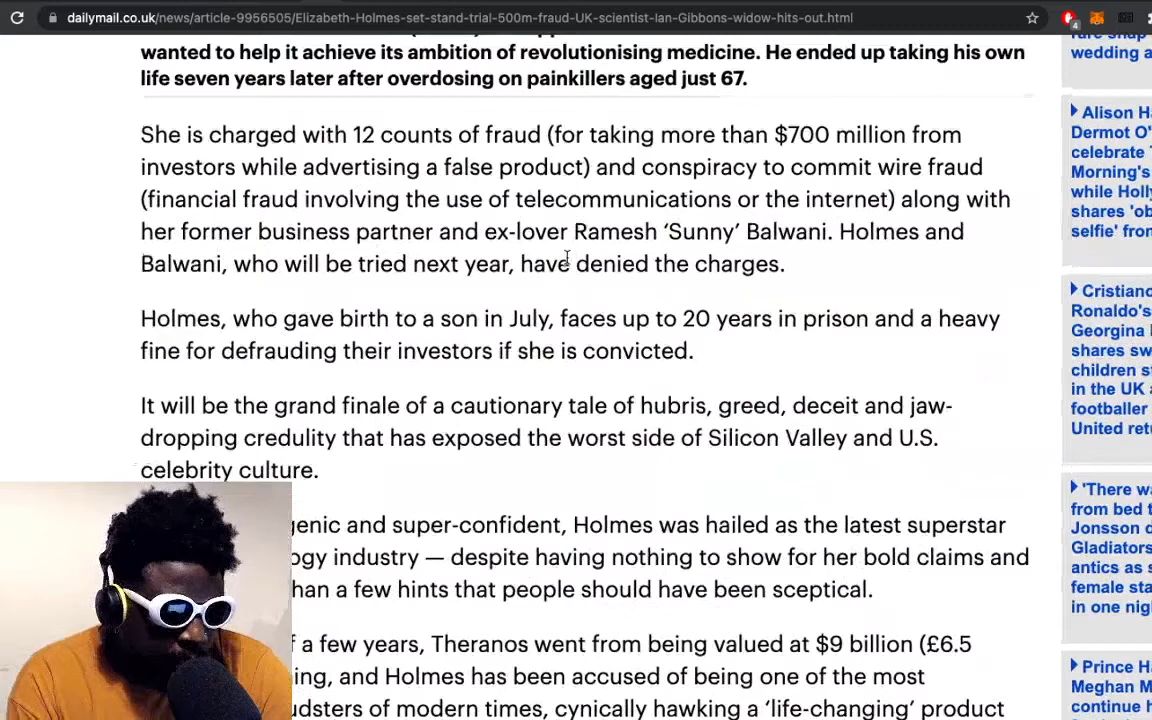 dailymail.co.uk/news/article-9956505/Elizabeth-Holmes-set-stand-trial-500m-fraud-UK-scientist-Ian-Gibbons-widow-hits-out.html
4
wanted to help it achieve its ambition of revolutionising medicine. He ended up taking his own
life seven years later after overdosing on painkillers aged just 67.
She is charged with 12 counts of fraud (for taking more than $700 million from
investors while advertising a false product) and conspiracy to commit wire fraud
(financial fraud involving the use of telecommunications or the internet) along with
her former business partner and ex-lover Ramesh ‘Sunny’ Balwani. Holmes and
Balwani, who will be tried next year, have denied the charges.
Holmes, who gave birth to a son in July, faces up to 20 years in prison and a heavy
fine for defrauding their investors if she is convicted.
It will be the grand finale of a cautionary tale of hubris, greed, deceit and jaw-
dropping credulity that has exposed the worst side of Silicon Valley and U.S.
celebrity culture.
genic and super-confident, Holmes was hailed as the latest superstar
ogy industry — despite having nothing to show for her bold claims and
han a few hints that people should have been sceptical.
f a few years, Theranos went from being valued at $9 billion (£6.5
ing, and Holmes has been accused of being one of the most
udsters of modern times, cynically hawking a ‘life-changing’ product
wedding a
Alison Ha
Dermot O'
celebrate
Morning's
while Holly
shares 'ob
selfie' fron
Cristiano
Ronaldo's
Georgina
shares sw
children s
in the UK a
footballer
United retu
'There wa
from bed t
Jonsson d
Gladiators
antics as s
female sta
in one nig
Prince Ha
Meghan M
continue h